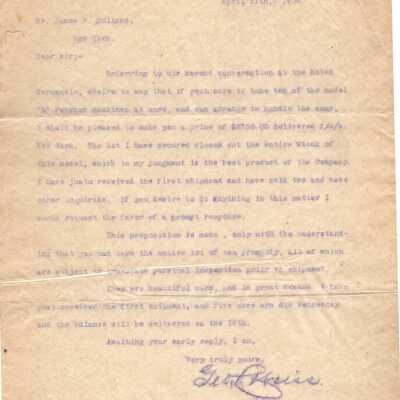 April 11th,
Mr. James
New York.
Dear sir:-
Referring to our recent conversation at the Hotel
desire to say that if you care to take ten of the model
machines at once, and can arrange to handle the same,
I shall be pleased to make you a price of delivered
New York. The lot I have secured closes out the entire stock of
this model, which in my judgment is the best product of the Company.
I have just received the first shipment and have sold two and have
other inquiries. If you desire to do anything in this matter I
would request the favor of a prompt response.
This proposition is made, only with the understand-
ing that you can take the entire lot of ten promptly, all of which
are subject to personal inspection prior to shipment.
They are beautiful cars, and in great demand. I have
just received the first shipment, and five more are due Wednesday
and the balance will be delivered on the
Awaiting your early reply, I am,
Very truly yours,
Weiss.